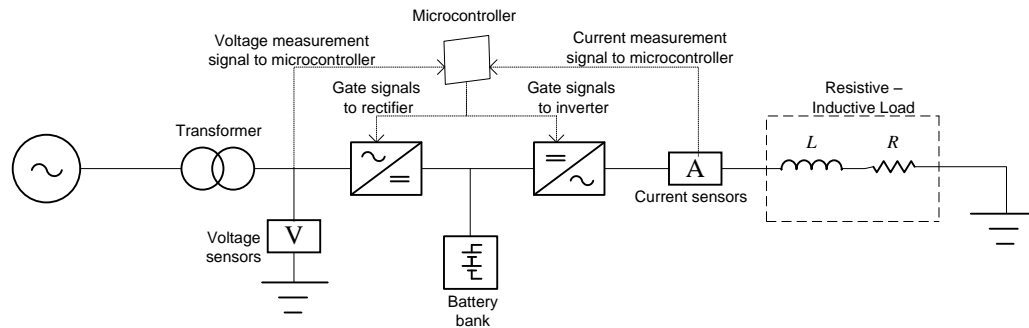 Microcontroller
Voltage measurement
signal to microcontroller
Current measurement
signal to microcontroller
Gate signals
to rectifier
Gate signals
to inverter
Resistive –
Inductive Load
Transformer
L
R
A
Current sensors
V
Voltage
sensors
Battery
bank